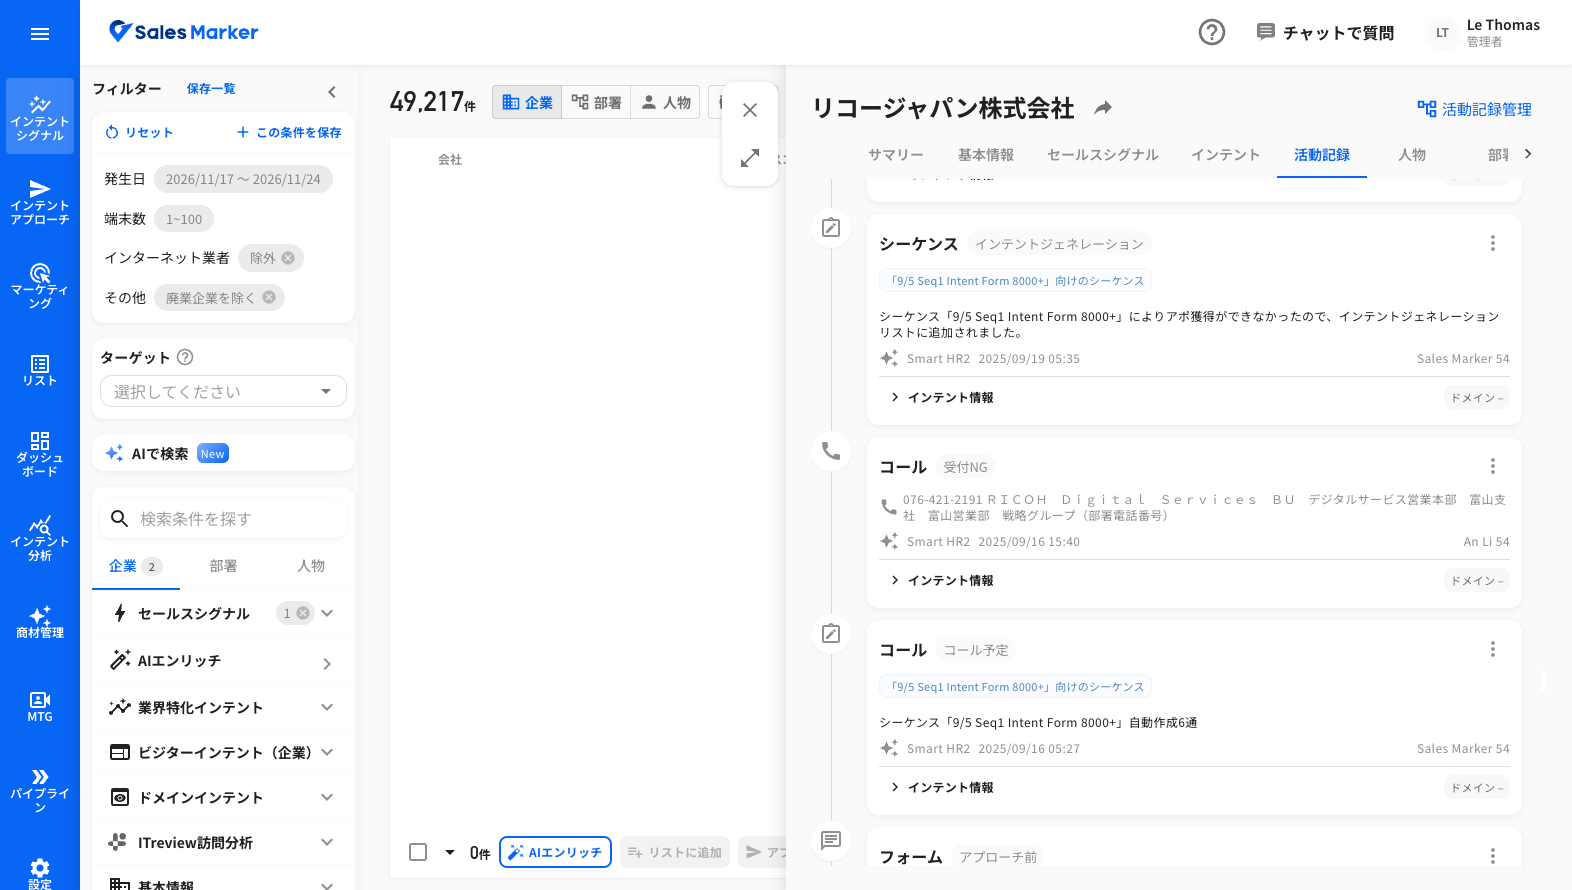 Sales Marker
チャットで質問
LT
Le Thomas
管理者
インテント
シグナル
インテント
アプローチ
マーケティ
ング
リスト
ダッシュ
ボード
インテント
分析
商材管理
MTG
パイプライ
ン
設定
フィルター
保存一覧
リセット
この条件を保存
発生日
2026/11/17 ～ 2026/11/24
端末数
1~100
インターネット業者
除外
その他
廃業企業を除く
ターゲット
選択してください
AIで検索
New
検索条件を探す
企業 2
部署
人物
セールスシグナル
1
AIエンリッチ
業界特化インテント
ビジターインテント（企業）
ドメインインテント
ITreview訪問分析
基本情報
49,217件
企業
部署
人物
会社
0件
AIエンリッチ
リストに追加
リコージャパン株式会社
活動記録管理
サマリー
基本情報
セールスシグナル
インテント
活動記録
人物
部署
シーケンス
インテントジェネレーション
「9/5 Seq1 Intent Form 8000+」向けのシーケンス
シーケンス「9/5 Seq1 Intent Form 8000+」によりアポ獲得ができなかったので、インテントジェネレーション
リストに追加されました。
Smart HR2 2025/09/19 05:35
Sales Marker 54
インテント情報
ドメイン –
コール
受付NG
076-421-2191 ＲＩＣＯＨ　Ｄｉｇｉｔａｌ　Ｓｅｒｖｉｃｅｓ　ＢＵ　デジタルサービス営業本部　富山支
社　富山営業部　戦略グループ（部署電話番号）
Smart HR2 2025/09/16 15:40
An Li 54
インテント情報
ドメイン –
コール
コール予定
「9/5 Seq1 Intent Form 8000+」向けのシーケンス
シーケンス「9/5 Seq1 Intent Form 8000+」自動作成6通
Smart HR2 2025/09/16 05:27
Sales Marker 54
インテント情報
ドメイン –
フォーム
アプローチ前